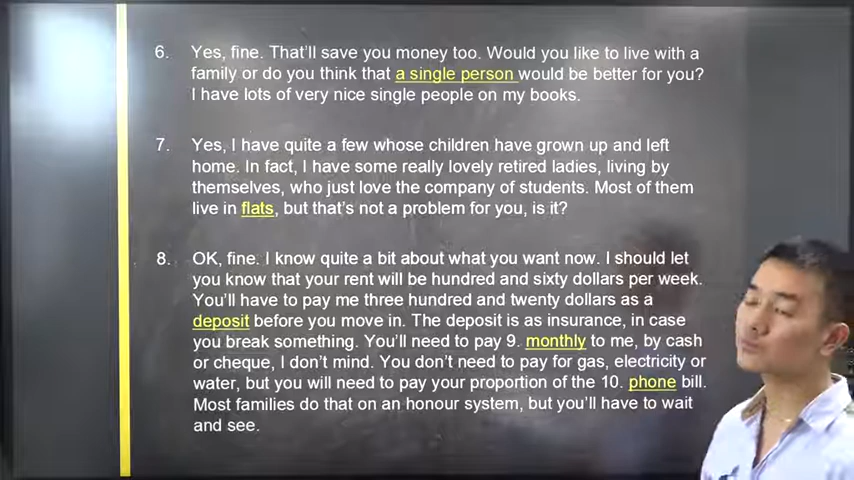 6. Yes, fine. That'll save you money too. Would you like to live with a
family or do you think that a single person would be better for you?
I have lots of very nice single people on my books.
7. Yes, I have quite a few whose children have grown up and left
home. In fact, I have some really lovely retired ladies, living by
themselves, who just love the company of students. Most of them
live in flats, but that's not a problem for you, is it?
8. OK, fine. I know quite a bit about what you want now. I should let
you know that your rent will be hundred and sixty dollars per week.
You'll have to pay me three hundred and twenty dollars as a
deposit before you move in. The deposit is as insurance, in case
you break something. You'll need to pay 9. monthly to me, by cash
or cheque, I don't mind. You don't need to pay for gas, electricity or
water, but you will need to pay your proportion of the 10. phone bill.
Most families do that on an honour system, but you'll have to wait
and see.